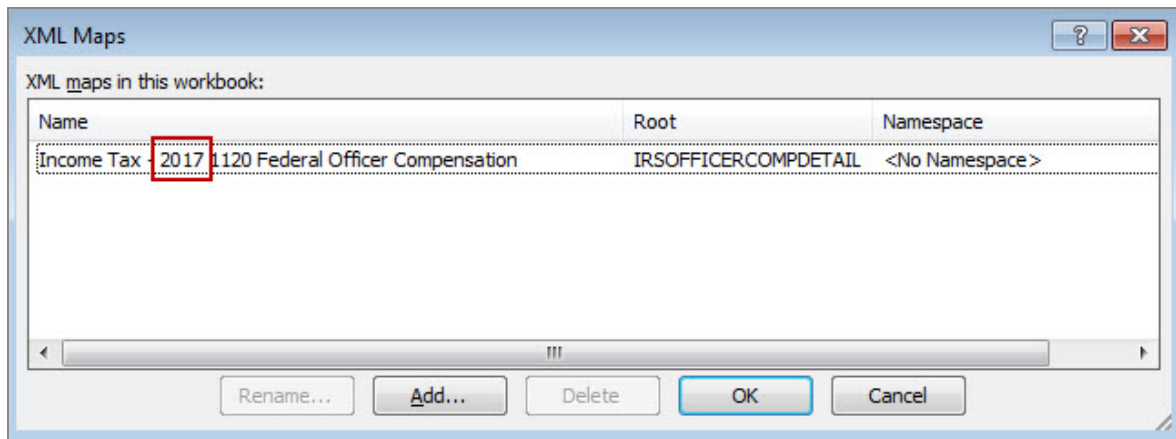 XML Maps
XML maps in this workbook:
Name Root Namespace
Income Tax - 2017 1120 Federal Officer Compensation IRSOFFICERCOMPDETAIL <No Namespace>
Rename... Add... Delete OK Cancel